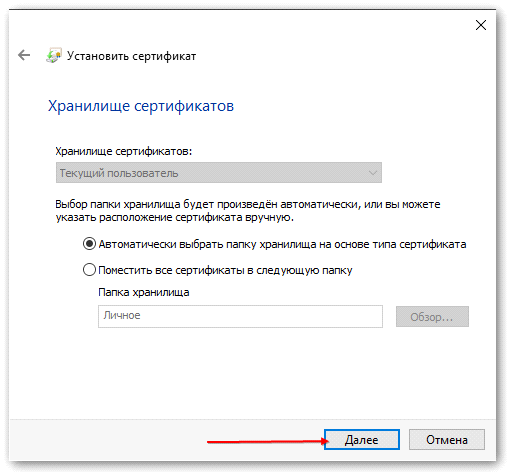 Установить сертификат
Хранилище сертификатов
Хранилище сертификатов:
Текущий пользователь
Выбор папки хранилища будет произведён автоматически, или вы можете
указать расположение сертификата вручную.
Автоматически выбрать папку хранилища на основе типа сертификата
Поместить все сертификаты в следующую папку
Папка хранилища
Личное
Обзор...
Далее
Отмена